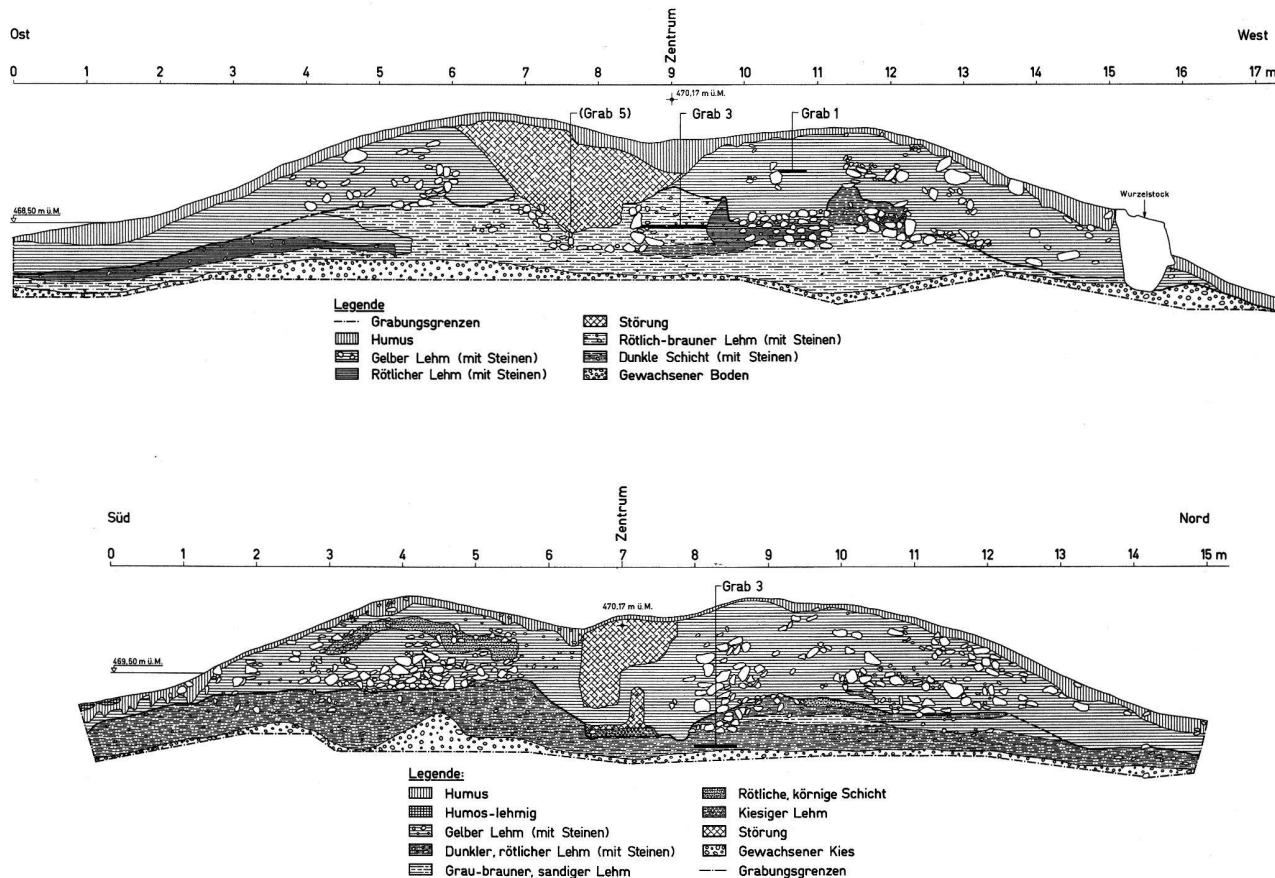 Ost
Zentrum
West
0 1 2 3 4 5 6 7 8 9 10 11 12 13 14 15 16 17 m
470,17 m ü.M.
(Grab 5)
Grab 3
Grab 1
Wurzelstock
468,50 m ü.M.
Legende
Grabungsgrenzen
Humus
Gelber Lehm (mit Steinen)
Rötlicher Lehm (mit Steinen)
Störung
Rötlich-brauner Lehm (mit Steinen)
Dunkle Schicht (mit Steinen)
Gewachsener Boden
Süd
Zentrum
Nord
0 1 2 3 4 5 6 7 8 9 10 11 12 13 14 15 m
Grab 3
470.17 m ü.M.
469,50 m ü.M.
Legende:
Humus
Humos-lehmig
Gelber Lehm (mit Steinen)
Dunkler, rötlicher Lehm (mit Steinen)
Grau-brauner, sandiger Lehm
Rötliche, körnige Schicht
Kiesiger Lehm
Störung
Gewachsener Kies
Grabungsgrenzen